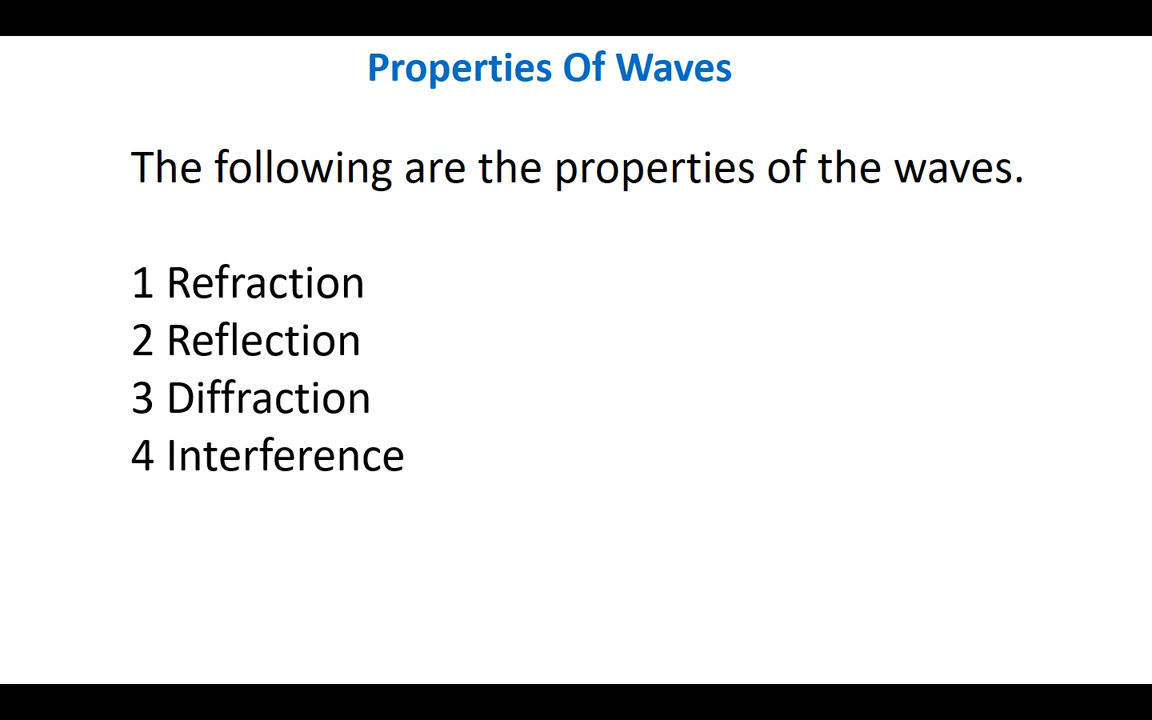 Properties Of Waves
The following are the properties of the waves.
1 Refraction
2 Reflection
3 Diffraction
4 Interference